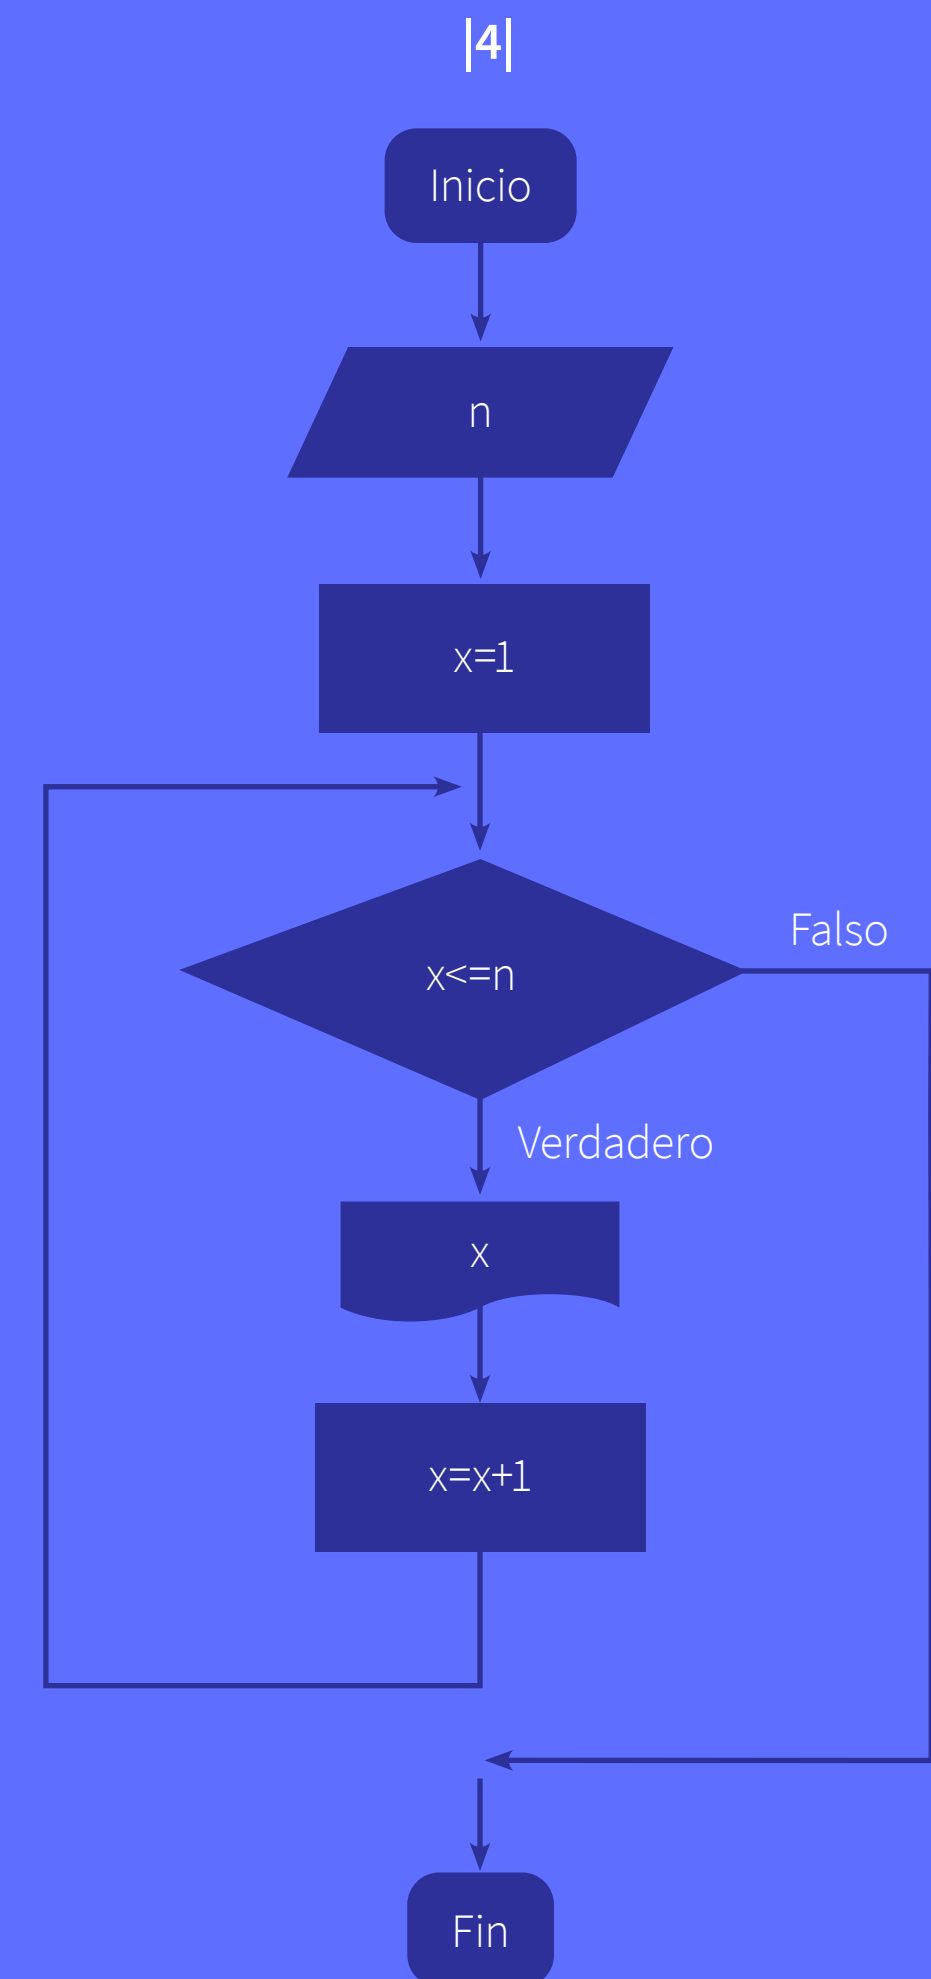 |4|
Inicio
n
x=1
x<=n
Falso
Verdadero
x
x=x+1
Fin